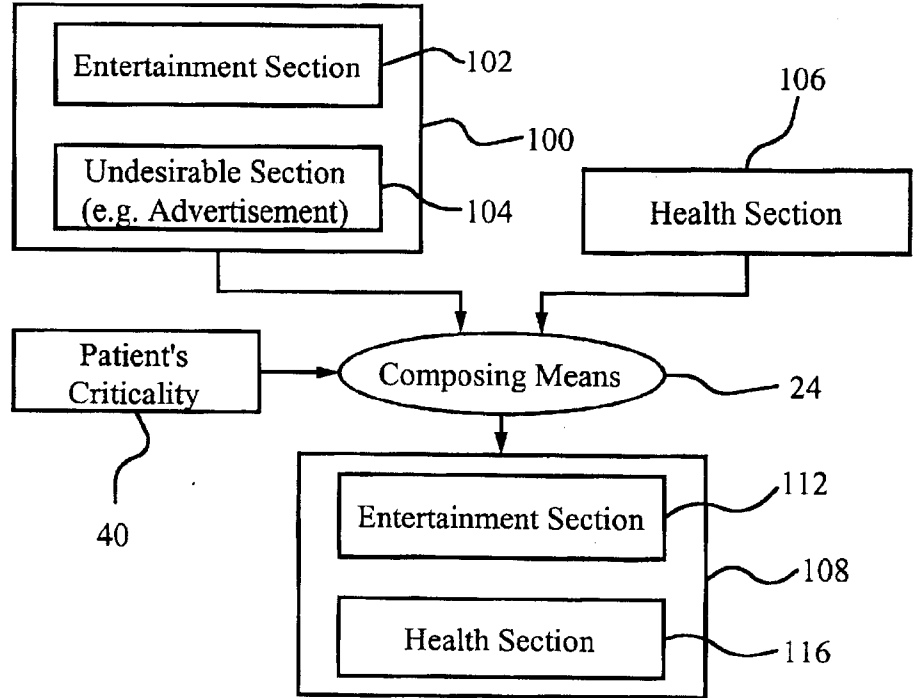 Entertainment Section
102
100
Undesirable Section
(e.g. Advertisement)
104
106
Health Section
Patient's
Criticality
40
Composing Means
24
Entertainment Section
112
108
Health Section
116